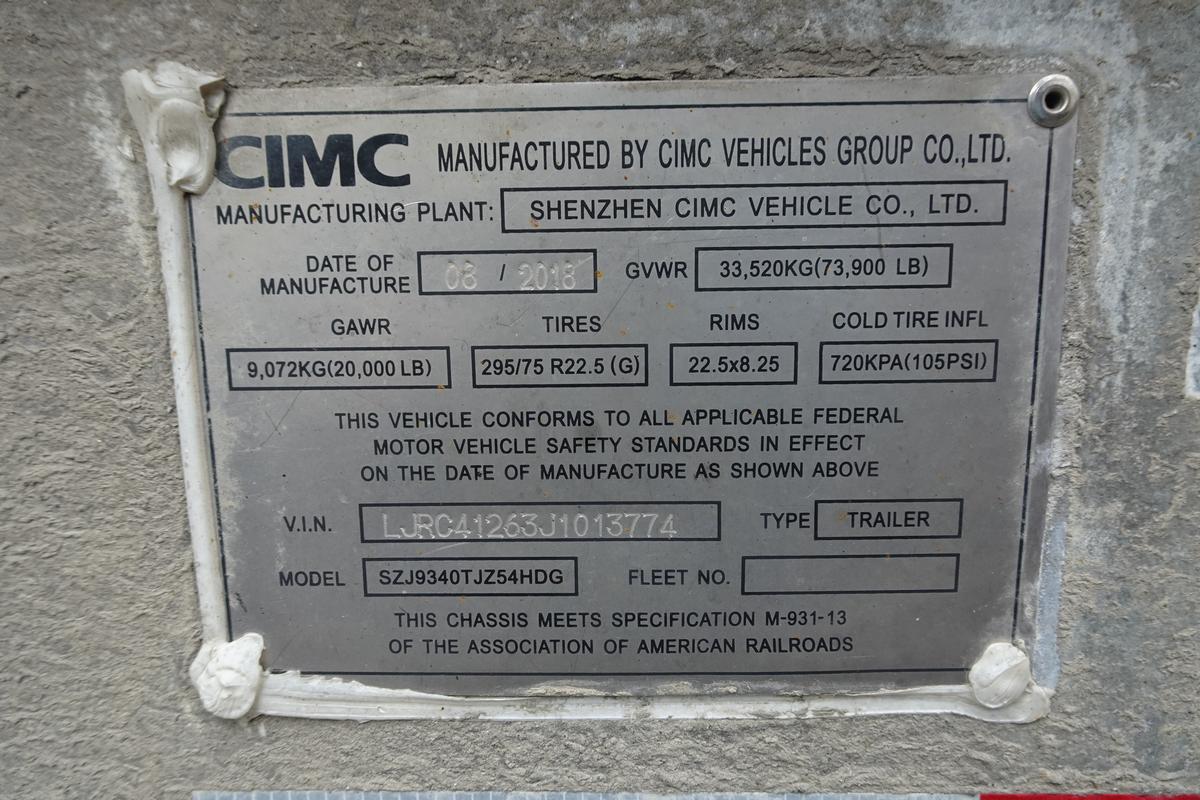 CIMC MANUFACTURED BY CIMC VEHICLES GROUP CO.,LTD.
MANUFACTURING PLANT: SHENZHEN CIMC VEHICLE CO., LTD.
DATE OF MANUFACTURE 08 / 2018 GVWR 33,520KG(73,900 LB)
GAWR TIRES RIMS COLD TIRE INFL
9,072KG(20,000 LB) 295/75 R22.5 (G) 22.5x8.25 720KPA(105PSI)
THIS VEHICLE CONFORMS TO ALL APPLICABLE FEDERAL
MOTOR VEHICLE SAFETY STANDARDS IN EFFECT
ON THE DATE OF MANUFACTURE AS SHOWN ABOVE
V.I.N. LJRC41263J1013774 TYPE TRAILER
MODEL SZJ9340TJZ54HDG FLEET NO.
THIS CHASSIS MEETS SPECIFICATION M-931-13
OF THE ASSOCIATION OF AMERICAN RAILROADS